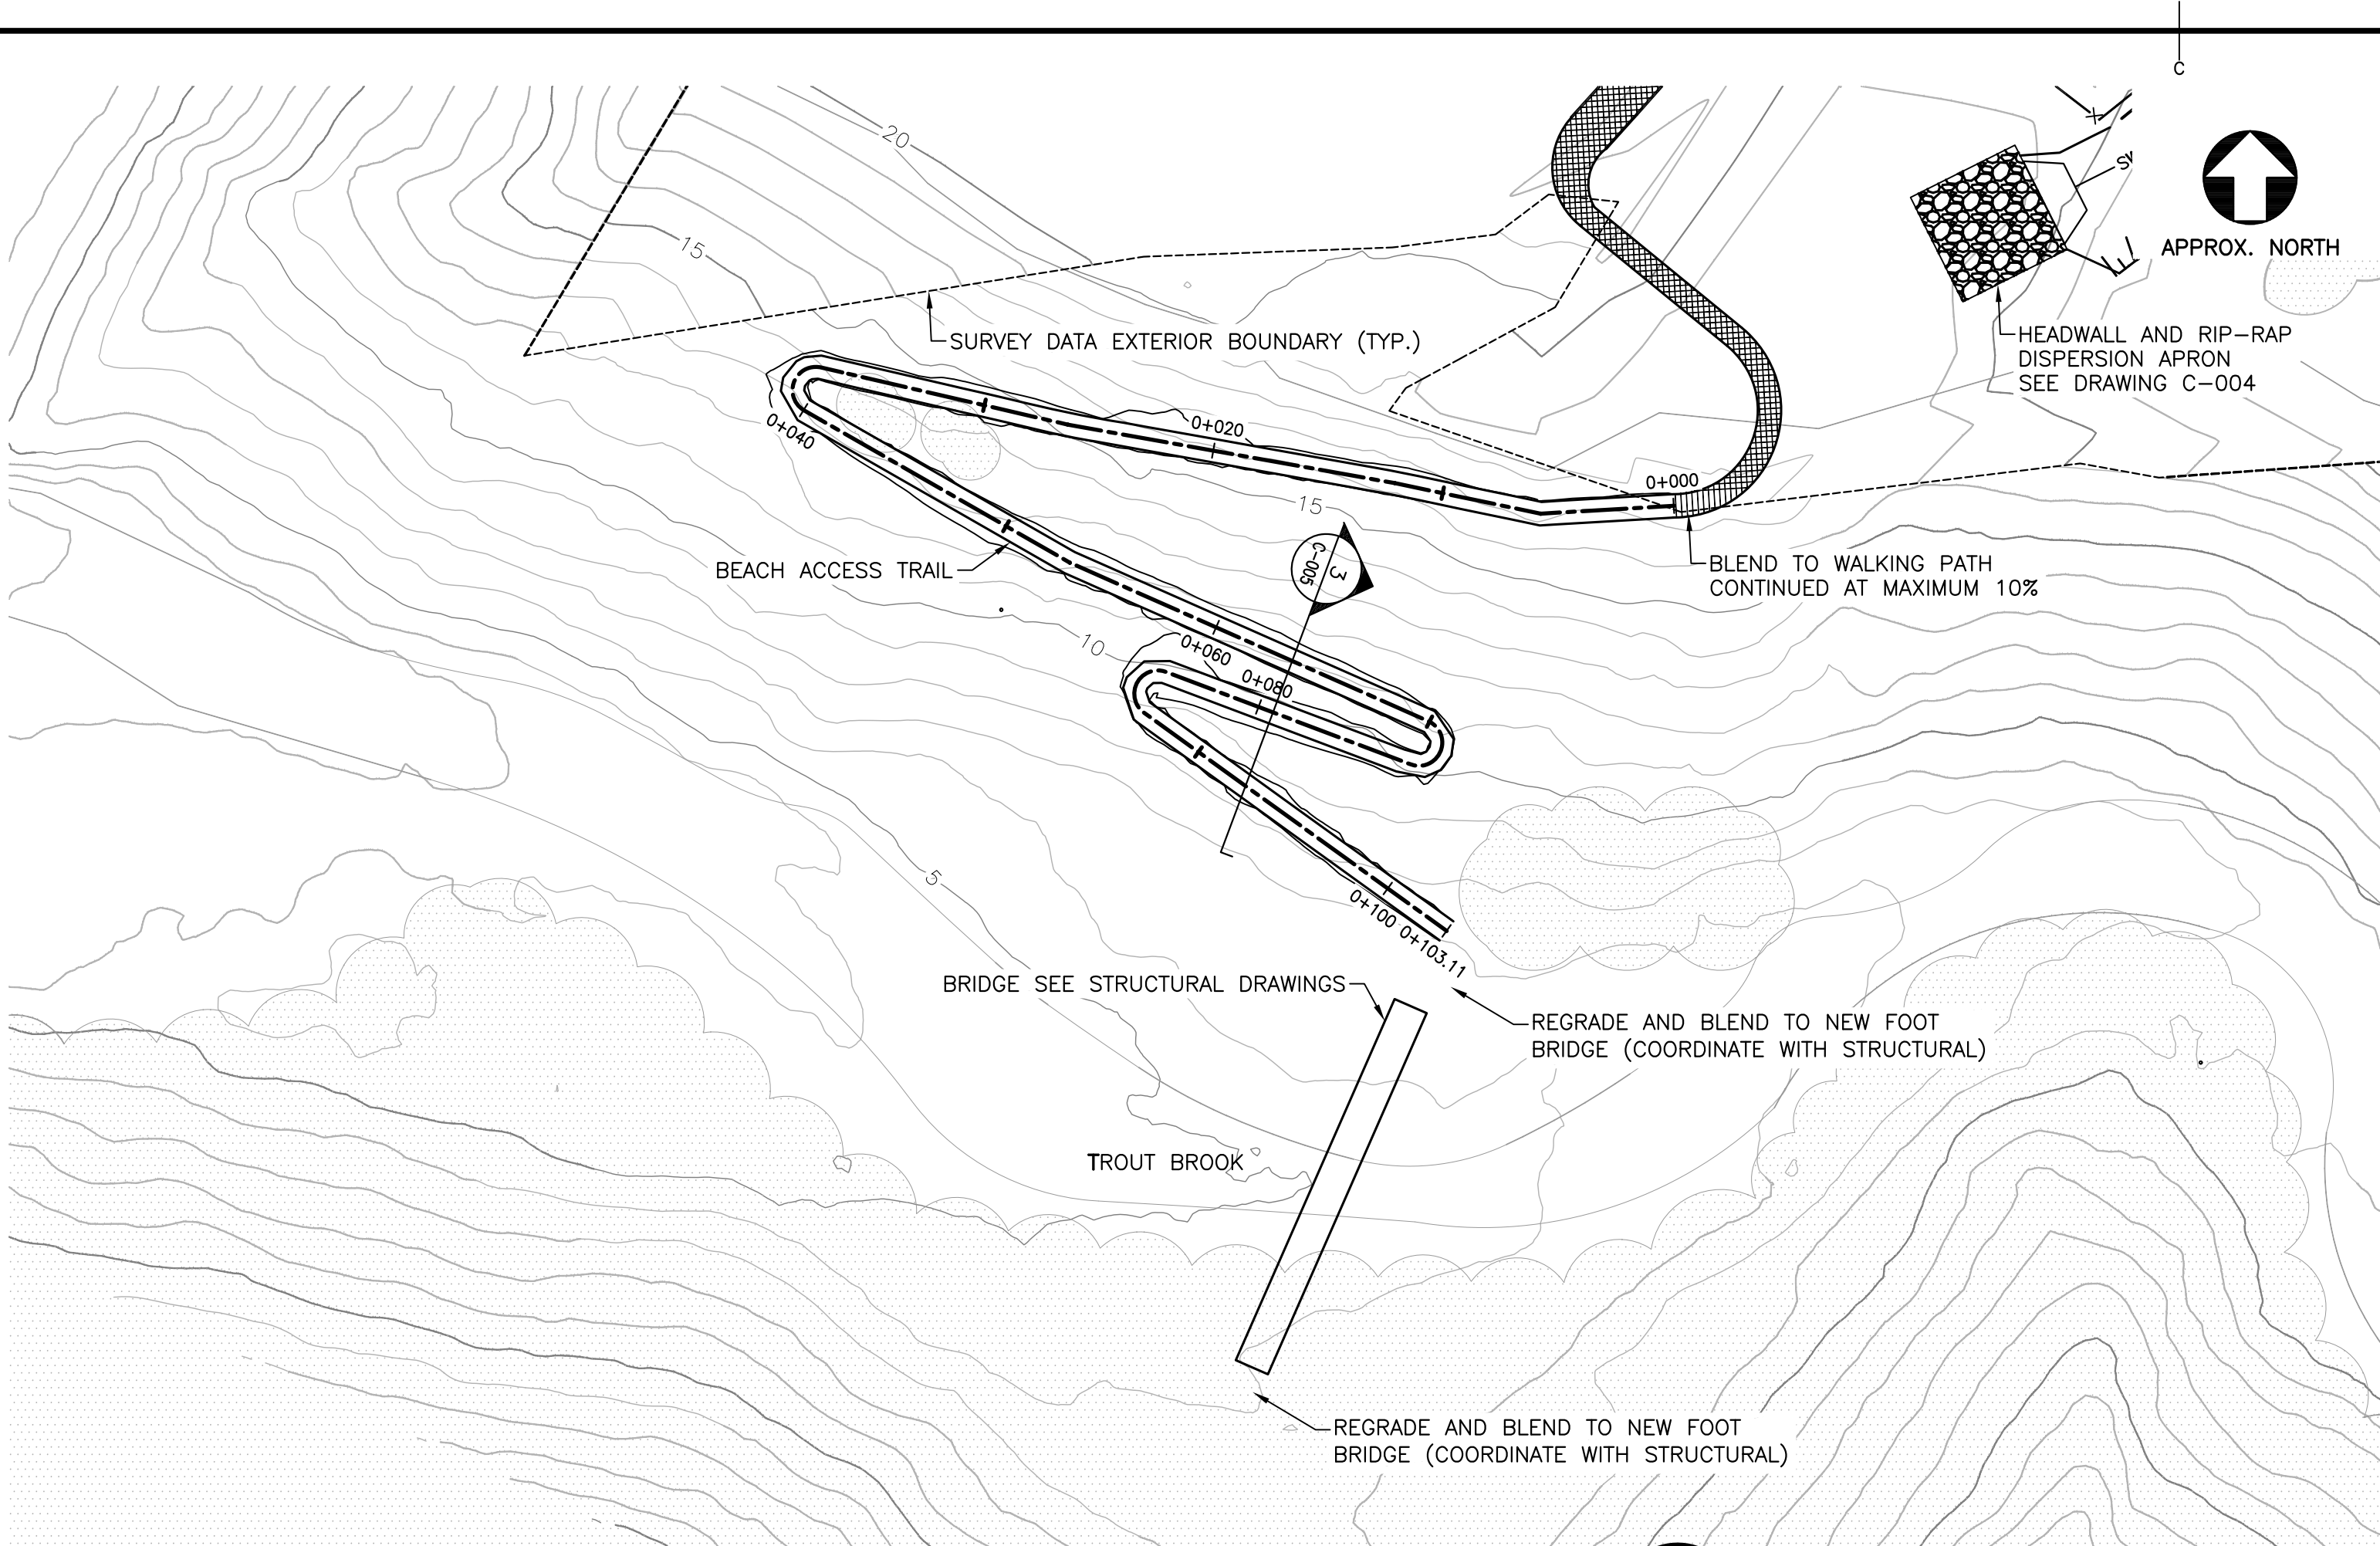 C
20
15
APPROX. NORTH
SURVEY DATA EXTERIOR BOUNDARY (TYP.)
HEADWALL AND RIP-RAP
DISPERSION APRON
SEE DRAWING C-004
0+040
0+020
0+000
15
3
C-005
BEACH ACCESS TRAIL
BLEND TO WALKING PATH
CONTINUED AT MAXIMUM 10%
10
0+060
0+080
5
0+100
0+103.11
BRIDGE SEE STRUCTURAL DRAWINGS
REGRADE AND BLEND TO NEW FOOT
BRIDGE (COORDINATE WITH STRUCTURAL)
TROUT BROOK
REGRADE AND BLEND TO NEW FOOT
BRIDGE (COORDINATE WITH STRUCTURAL)